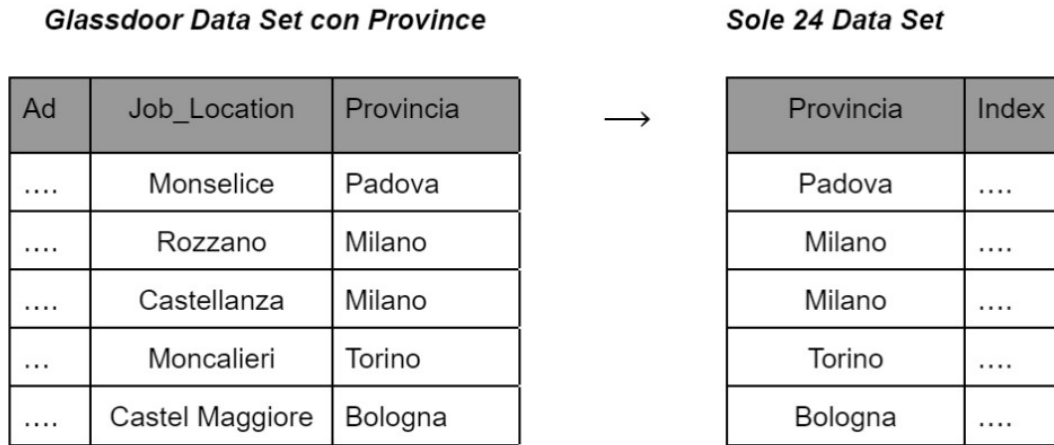 Glassdoor Data Set con Province
Sole 24 Data Set
Ad Job_Location Provincia
→
Provincia Index
.... Monselice Padova
Padova ....
.... Rozzano Milano
Milano ....
.... Castellanza Milano
Milano ....
... Moncalieri Torino
Torino ....
.... Castel Maggiore Bologna
Bologna ....